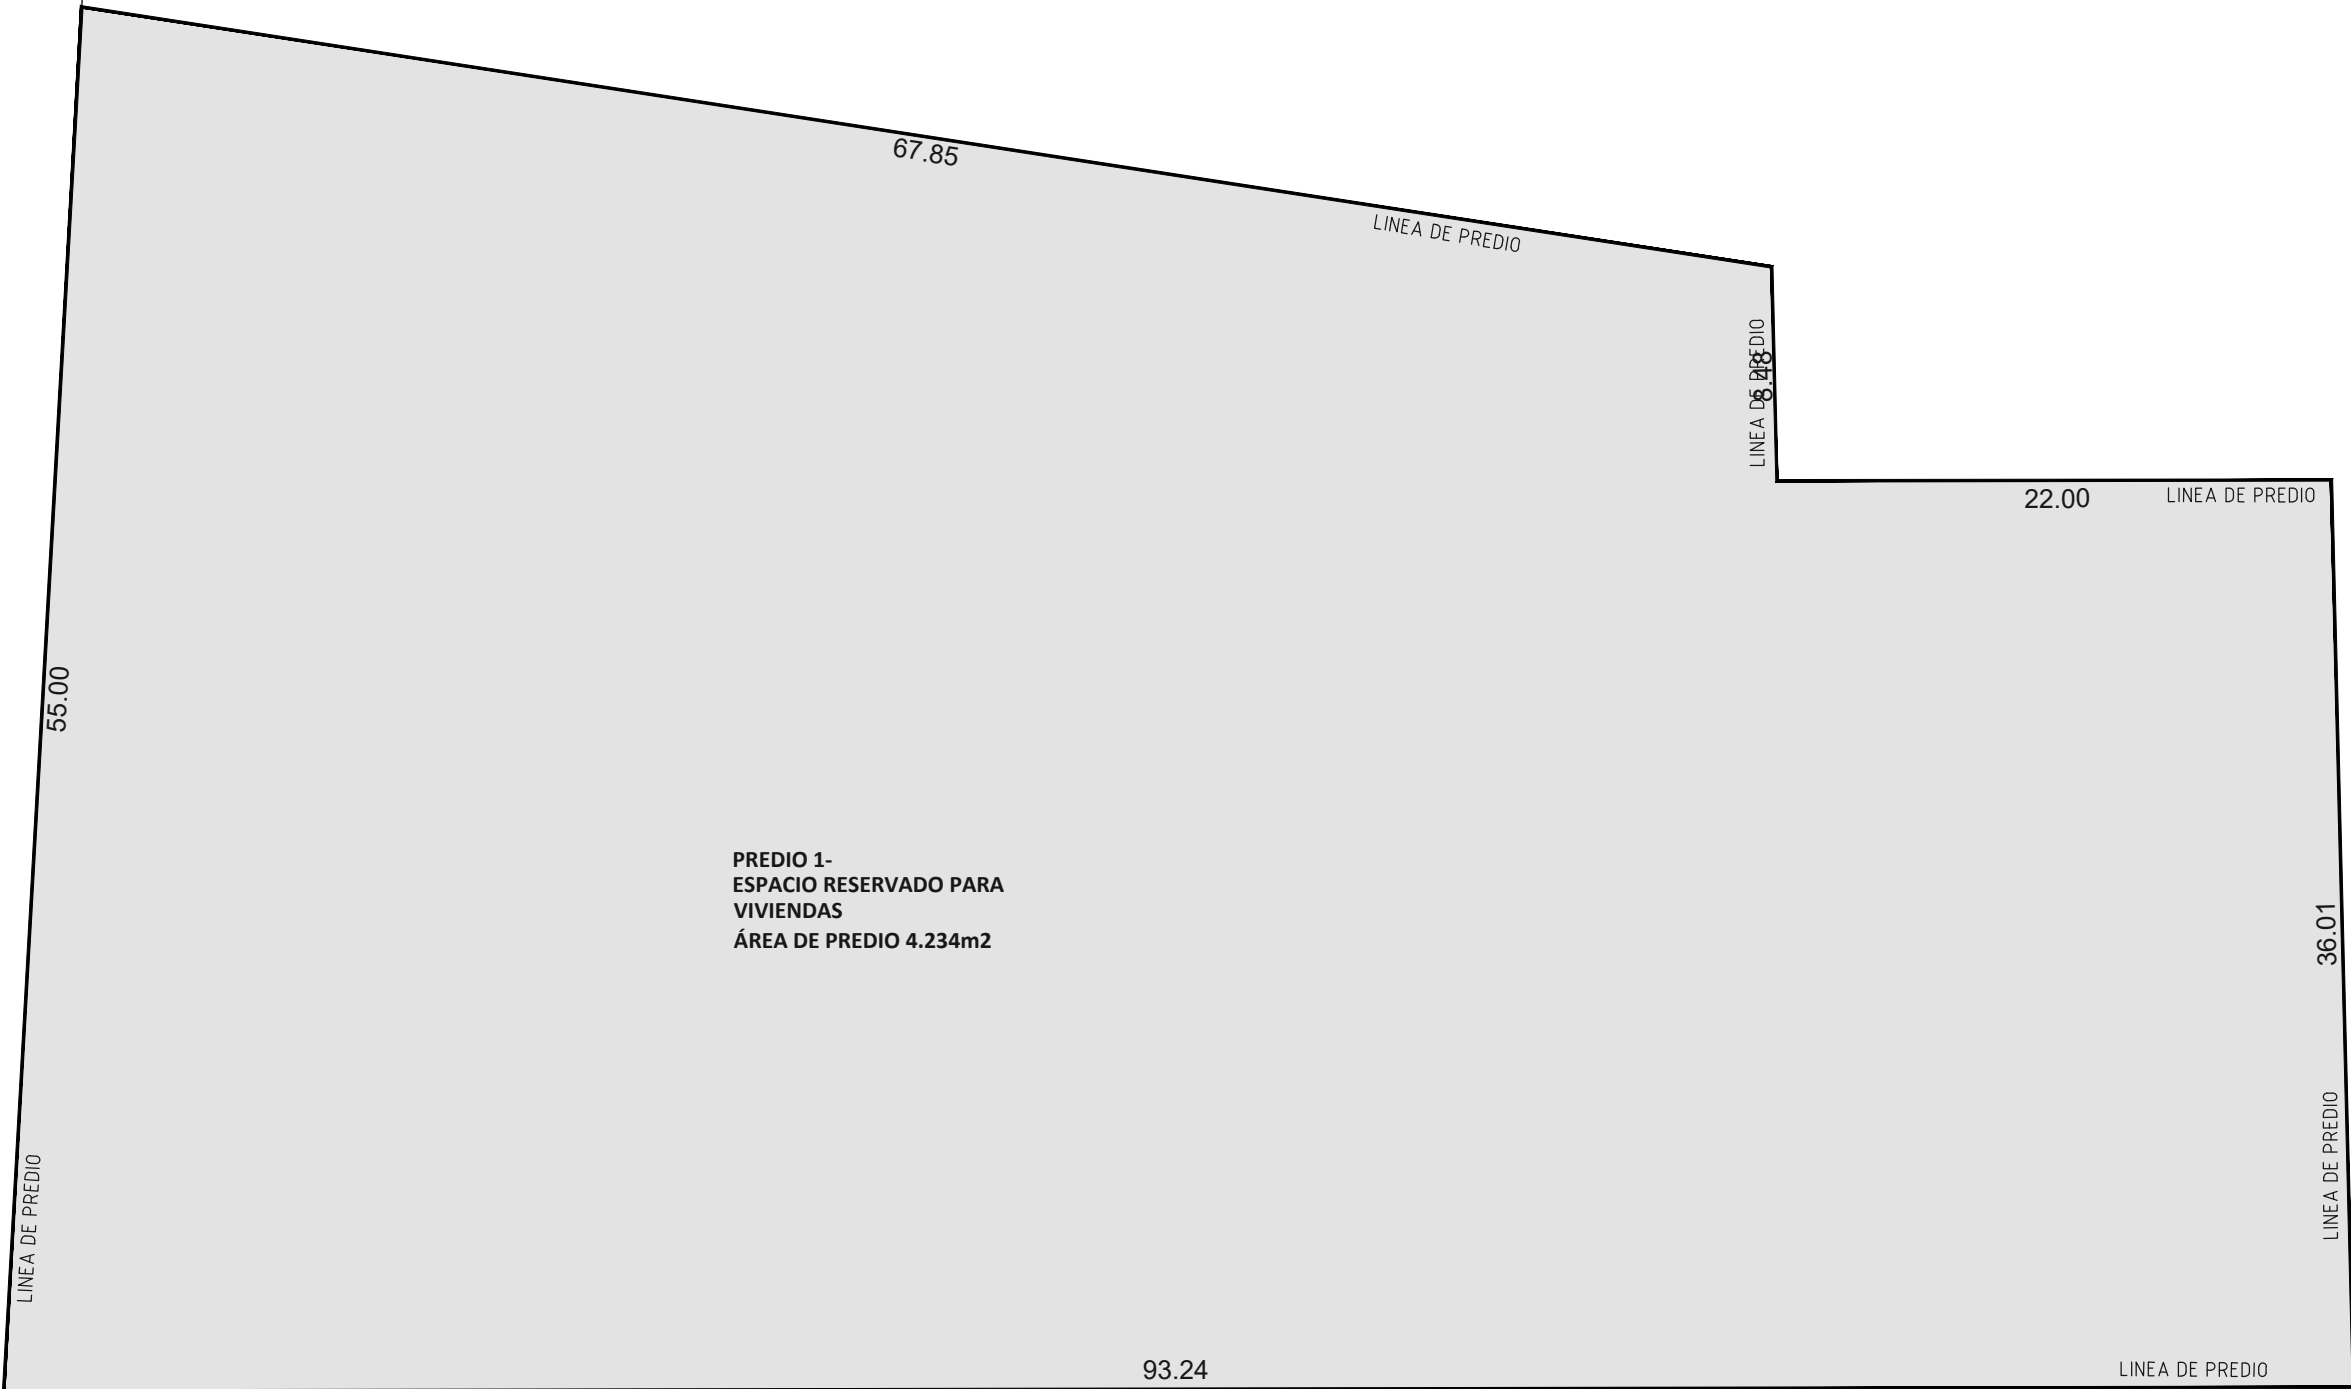 67.85
LINEA DE PREDIO
LINEA DE PREDIO
8.48
22.00
LINEA DE PREDIO
55.00
PREDIO 1-
ESPACIO RESERVADO PARA
VIVIENDAS
ÁREA DE PREDIO 4.234m2
36.01
LINEA DE PREDIO
LINEA DE PREDIO
93.24
LINEA DE PREDIO